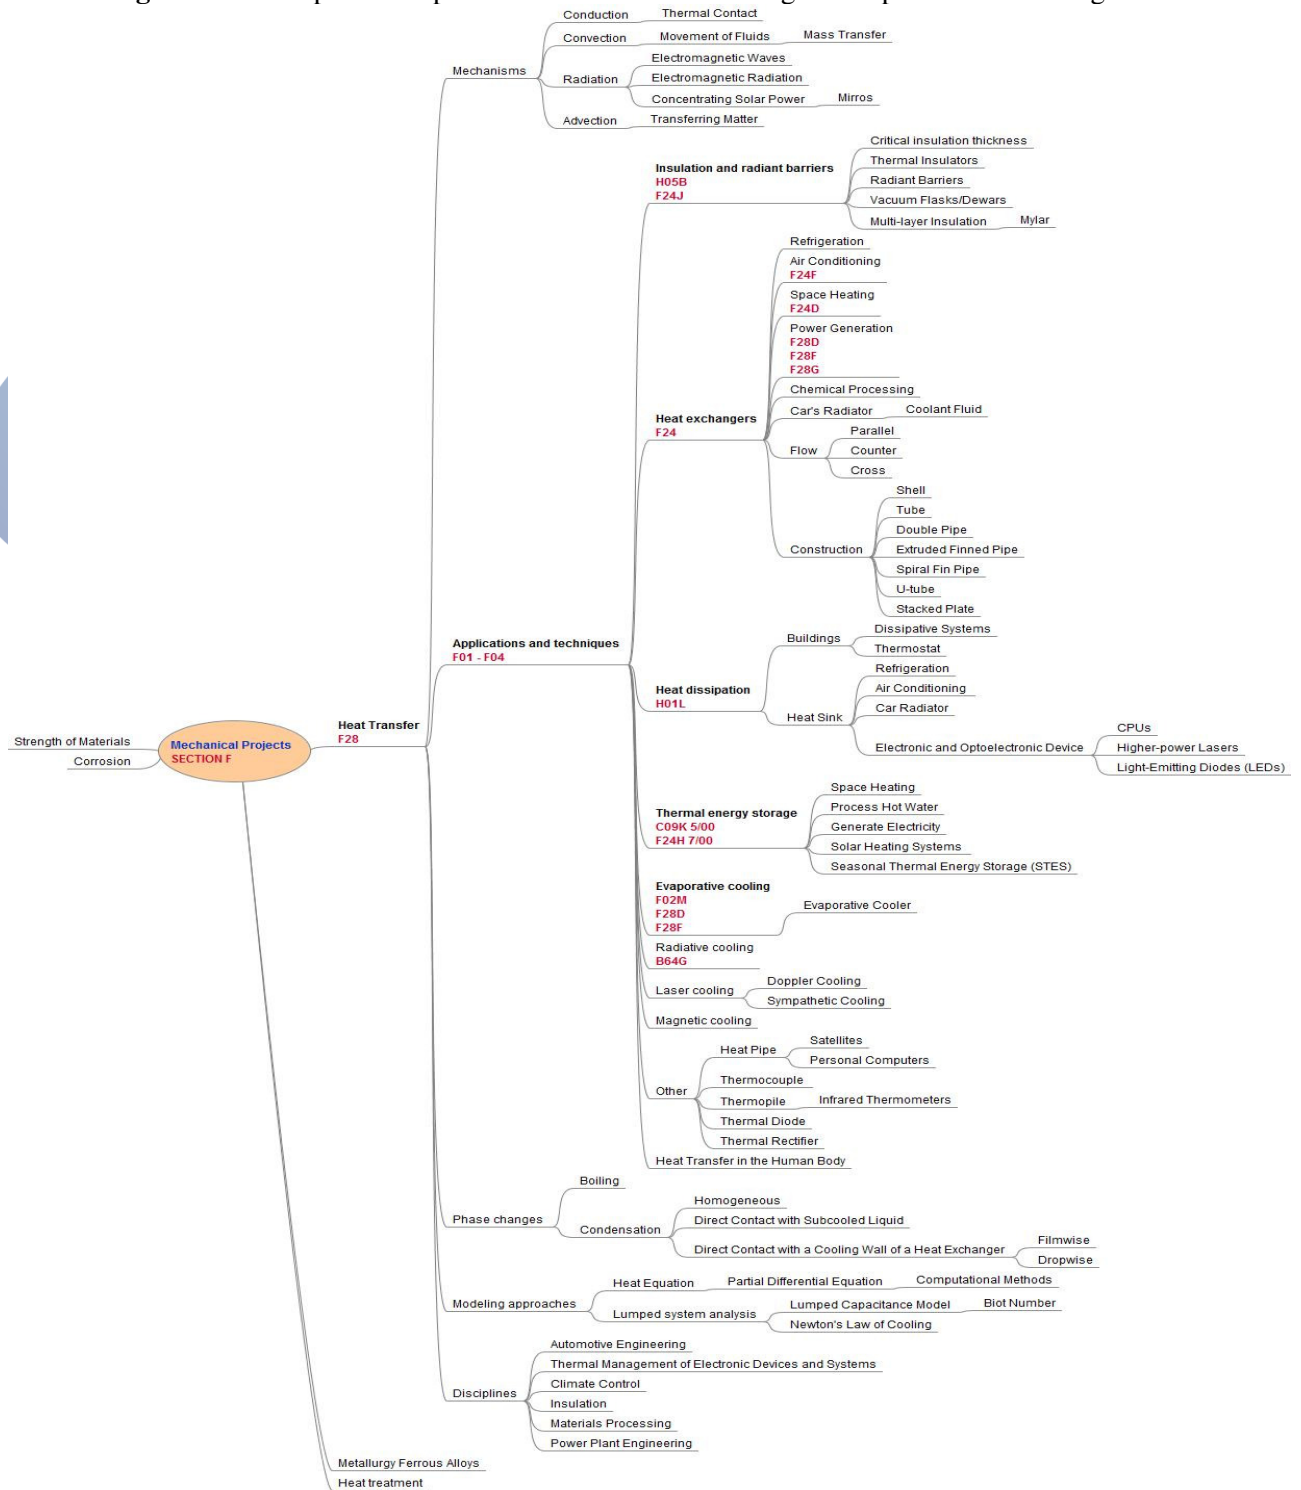 Conduction
Thermal Contact
Convection
Movement of Fluids
Mass Transfer
Mechanisms
Radiation
Electromagnetic Waves
Electromagnetic Radiation
Concentrating Solar Power
Mirros
Advection
Transferring Matter
Insulation and radiant barriers
H05B
F24J
Critical insulation thickness
Thermal Insulators
Radiant Barriers
Vacuum Flasks/Dewars
Multi-layer Insulation
Mylar
Heat exchangers
F24
Refrigeration
Air Conditioning
F24F
Space Heating
F24D
Power Generation
F28D
F28F
F28G
Chemical Processing
Car's Radiator
Coolant Fluid
Flow
Parallel
Counter
Cross
Construction
Shell
Tube
Double Pipe
Extruded Finned Pipe
Spiral Fin Pipe
U-tube
Stacked Plate
Applications and techniques
F01 - F04
Heat dissipation
H01L
Buildings
Dissipative Systems
Thermostat
Heat Sink
Refrigeration
Air Conditioning
Car Radiator
Electronic and Optoelectronic Device
CPUs
Higher-power Lasers
Light-Emitting Diodes (LEDs)
Strength of Materials
Corrosion
Mechanical Projects
SECTION F
Heat Transfer
F28
Thermal energy storage
C09K 5/00
F24H 7/00
Space Heating
Process Hot Water
Generate Electricity
Solar Heating Systems
Seasonal Thermal Energy Storage (STES)
Evaporative cooling
F02M
F28D
F28F
Evaporative Cooler
Radiative cooling
B64G
Laser cooling
Doppler Cooling
Sympathetic Cooling
Magnetic cooling
Other
Heat Pipe
Satellites
Personal Computers
Thermocouple
Thermopile
Infrared Thermometers
Thermal Diode
Thermal Rectifier
Heat Transfer in the Human Body
Phase changes
Boiling
Condensation
Homogeneous
Direct Contact with Subcooled Liquid
Direct Contact with a Cooling Wall of a Heat Exchanger
Filmwise
Dropwise
Modeling approaches
Heat Equation
Partial Differential Equation
Computational Methods
Lumped system analysis
Lumped Capacitance Model
Biot Number
Newton's Law of Cooling
Disciplines
Automotive Engineering
Thermal Management of Electronic Devices and Systems
Climate Control
Insulation
Materials Processing
Power Plant Engineering
Metallurgy Ferrous Alloys
Heat treatment